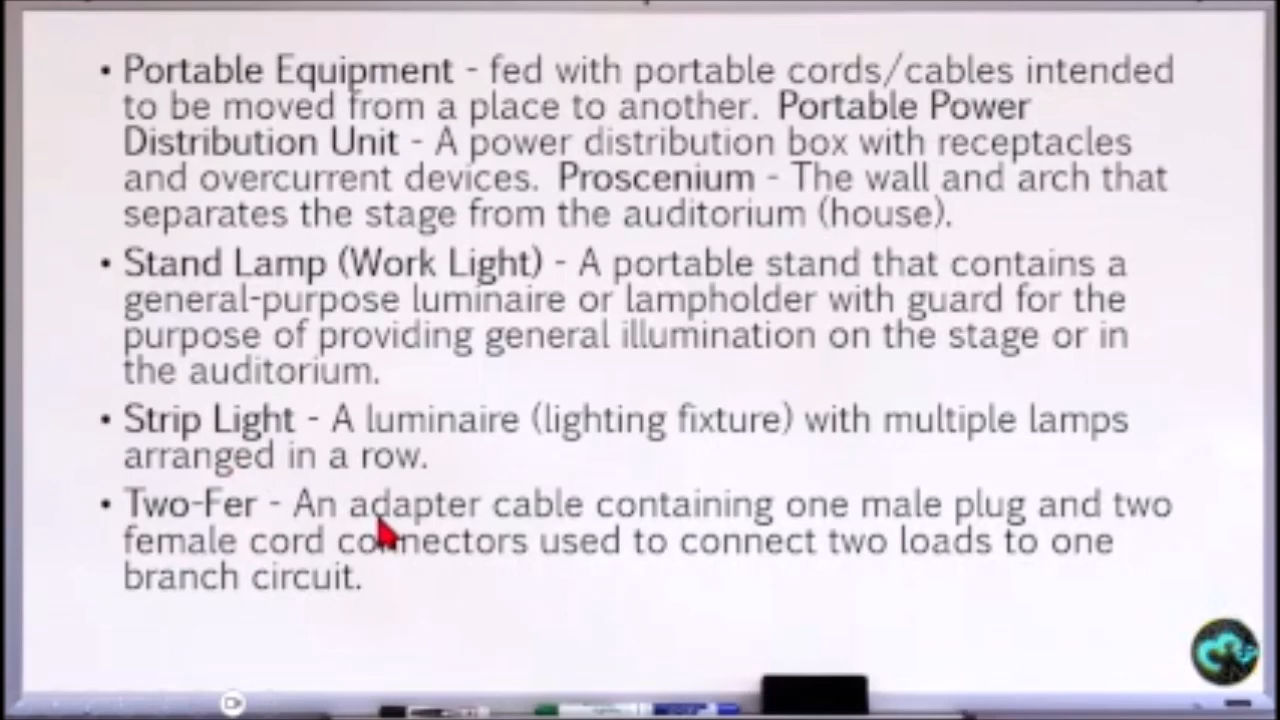 • Portable Equipment - fed with portable cords/cables intended
to be moved from a place to another. Portable Power
Distribution Unit - A power distribution box with receptacles
and overcurrent devices. Proscenium - The wall and arch that
separates the stage from the auditorium (house).
• Stand Lamp (Work Light) - A portable stand that contains a
general-purpose luminaire or lampholder with guard for the
purpose of providing general illumination on the stage or in
the auditorium.
• Strip Light - A luminaire (lighting fixture) with multiple lamps
arranged in a row.
• Two-Fer - An adapter cable containing one male plug and two
female cord connectors used to connect two loads to one
branch circuit.